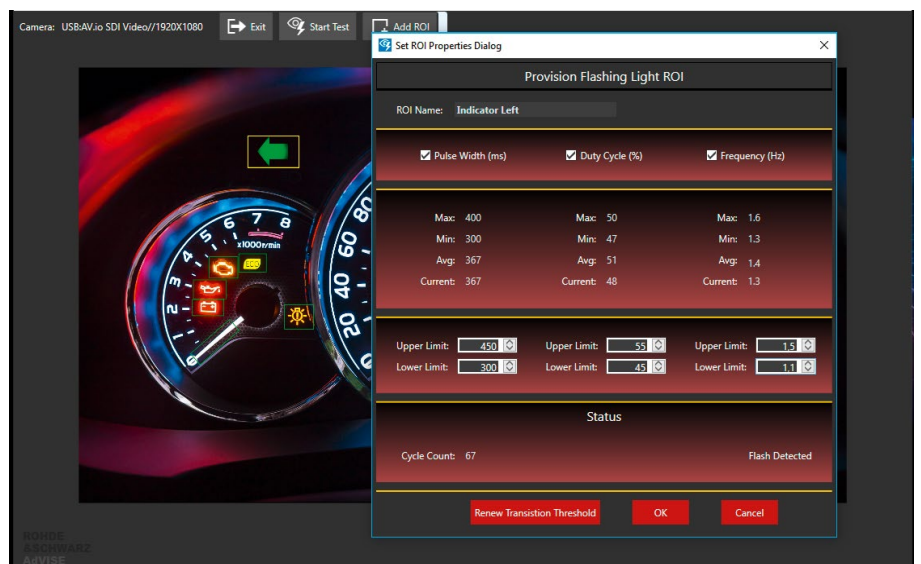 Camera: USB:AV.io SDI Video//1920X1080 Exit Start Test Add ROI
Set ROI Properties Dialog
Provision Flashing Light ROI
ROI Name: Indicator Left
Pulse Width (ms) Duty Cycle (%) Frequency (Hz)
Max: 400 Max: 50 Max: 1.6
Min: 300 Min: 47 Min: 1.3
Avg: 367 Avg: 51 Avg: 1.4
Current: 367 Current: 48 Current: 1.3
Upper Limit: 450 Upper Limit: 55 Upper Limit: 1.5
Lower Limit: 300 Lower Limit: 45 Lower Limit: 1.1
Status
Cycle Count: 67 Flash Detected
Renew Transistion Threshold OK Cancel
0 1 2 3 4 5 6 7 8
x1000r/min
ECO
0 20 40 60 80
ROHDE
&SCHWARZ
AdVISE